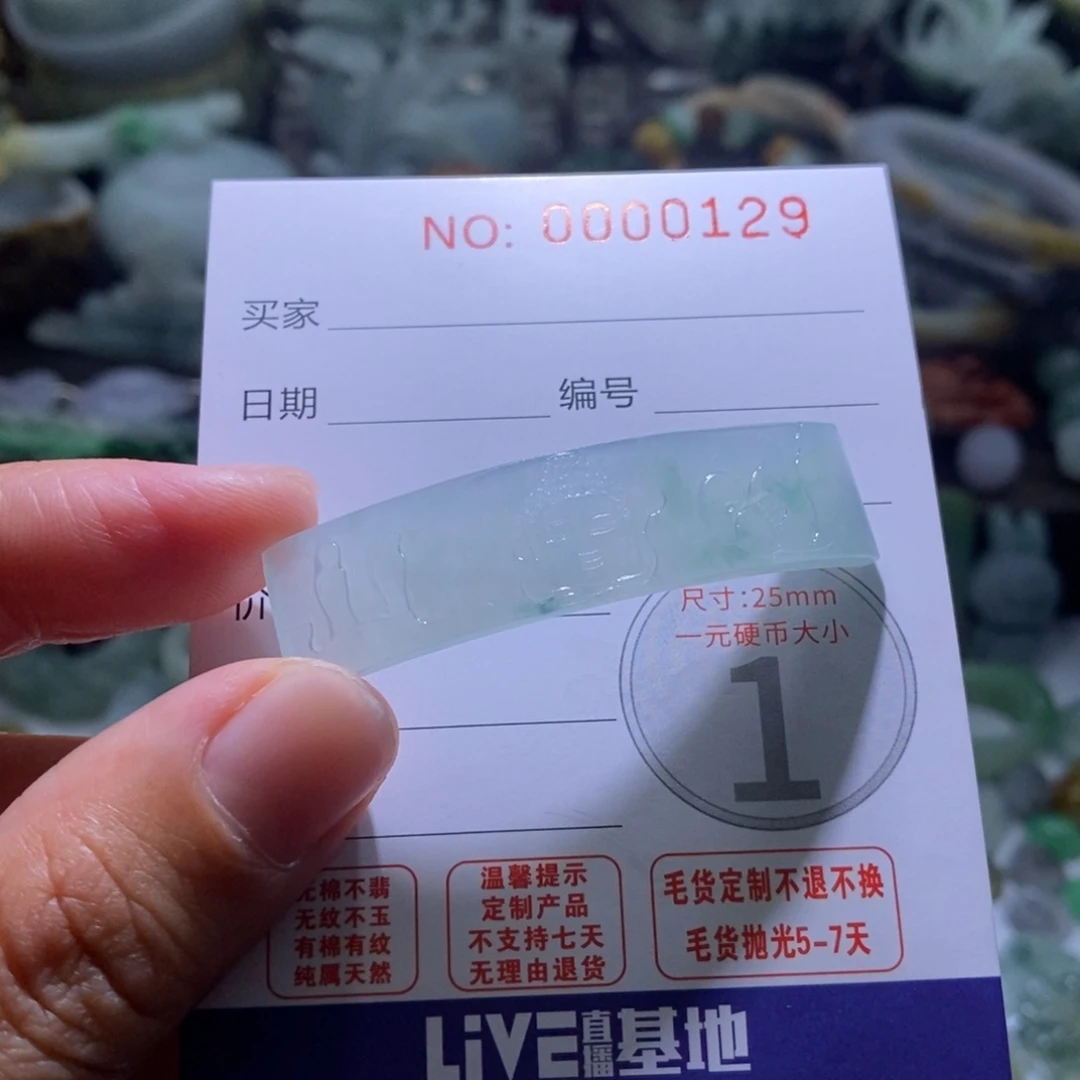 NO: 0000129
买家
日期 编号
价
尺寸:25mm
一元硬币大小
1
无棉不翡
无纹不玉
有棉有纹
纯属天然
温馨提示
定制产品
不支持七天
无理由退货
毛货定制不退不换
毛货抛光5-7天
LiVE直播基地